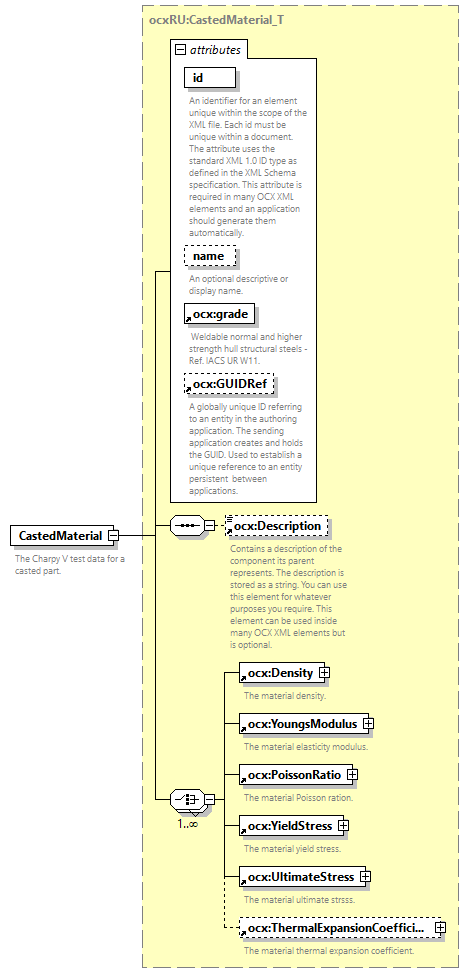 ocxRU:CastedMaterial_T
attributes
id
An identifier for an element
unique within the scope of the
XML file. Each id must be
unique within a document.
The attribute uses the
standard XML 1.0 ID type as
defined in the XML Schema
specification. This attribute is
required in many OCX XML
elements and an application
should generate them
automatically.
name
An optional descriptive or
display name.
ocx:grade
Weldable normal and higher
strength hull structural steels -
Ref. IACS UR W11.
ocx:GUIDRef
A globally unique ID referring
to an entity in the authoring
application. The sending
application creates and holds
the GUID. Used to establish a
unique reference to an entity
persistent between
applications.
CastedMaterial
The Charpy V test data for a
casted part.
ocx:Description
Contains a description of the
component its parent
represents. The description is
stored as a string. You can use
this element for whatever
purposes you require. This
element can be used inside
many OCX XML elements but
is optional.
ocx:Density
The material density.
ocx:YoungsModulus
The material elasticity modulus.
ocx:PoissonRatio
The material Poisson ration.
1..∞
ocx:YieldStress
The material yield stress.
ocx:UltimateStress
The material ultimate strsss.
ocx:ThermalExpansionCoeffici...
The material thermal expansion coefficient.